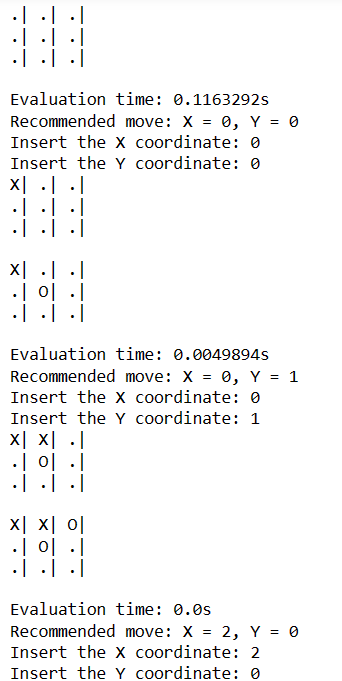 .| .| .|
.| .| .|
.| .| .|
Evaluation time: 0.1163292s
Recommended move: X = 0, Y = 0
Insert the X coordinate: 0
Insert the Y coordinate: 0
X| .| .|
.| .| .|
.| .| .|
X| .| .|
.| O| .|
.| .| .|
Evaluation time: 0.0049894s
Recommended move: X = 0, Y = 1
Insert the X coordinate: 0
Insert the Y coordinate: 1
X| X| .|
.| O| .|
.| .| .|
X| X| O|
.| O| .|
.| .| .|
Evaluation time: 0.0s
Recommended move: X = 2, Y = 0
Insert the X coordinate: 2
Insert the Y coordinate: 0